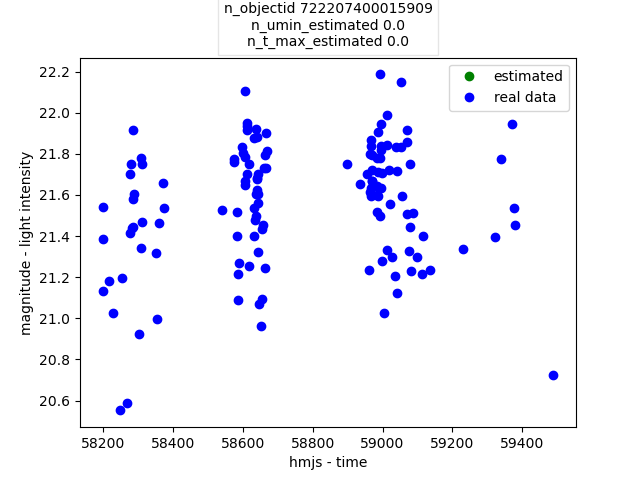 n_objectid 722207400015909
n_umin_estimated 0.0
n_t_max_estimated 0.0
estimated
real data
22.2
22.0
21.8
21.6
21.4
21.2
21.0
20.8
20.6
magnitude - light intensity
58200 58400 58600 58800 59000 59200 59400
hmjs - time